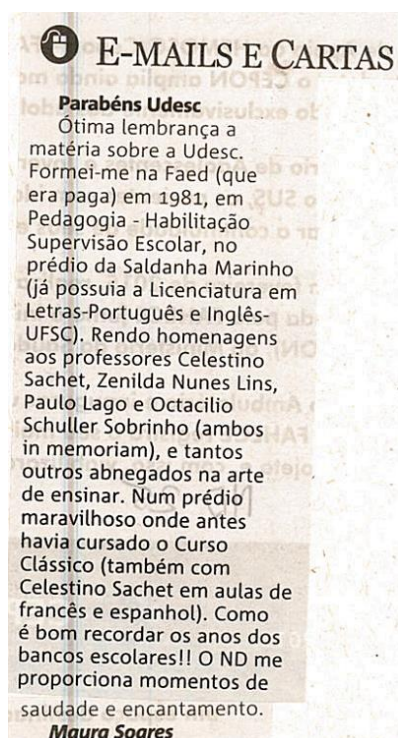 E-MAILS E CARTAS
Parabéns Udesc
Ótima lembrança a
matéria sobre a Udesc.
Formei-me na Faed (que
era paga) em 1981, em
Pedagogia - Habilitação
Supervisão Escolar, no
prédio da Saldanha Marinho
(já possuia a Licenciatura em
Letras-Português e Inglês-
UFSC). Rendo homenagens
aos professores Celestino
Sachet, Zenilda Nunes Lins,
Paulo Lago e Octacilio
Schuller Sobrinho (ambos
in memoriam), e tantos
outros abnegados na arte
de ensinar. Num prédio
maravilhoso onde antes
havia cursado o Curso
Clássico (também com
Celestino Sachet em aulas de
francês e espanhol). Como
é bom recordar os anos dos
bancos escolares!! O ND me
proporciona momentos de
saudade e encantamento.
Maura Soares